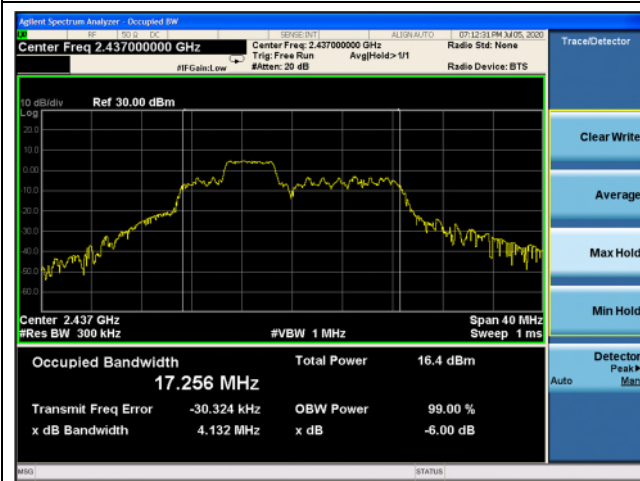 Agilent Spectrum Analyzer - Occupied BW
RF 50 Ω DC SENSE:INT ALIGN AUTO 07:12:31 PM Jul 05, 2020
Center Freq 2.437000000 GHz Center Freq: 2.437000000 GHz Radio Std: None
Trig: Free Run Avg|Hold:>1/1
#IFGain:Low #Atten: 20 dB Radio Device: BTS
Trace/Detector
10 dB/div Ref 30.00 dBm
Log
20.0
10.0
0.00
-10.0
-20.0
-30.0
-40.0
-50.0
-60.0
Clear Write
Average
Max Hold
Min Hold
Center 2.437 GHz Span 40 MHz
#Res BW 300 kHz #VBW 1 MHz Sweep 1 ms
Occupied Bandwidth Total Power 16.4 dBm
17.256 MHz
Transmit Freq Error -30.324 kHz OBW Power 99.00 %
x dB Bandwidth 4.132 MHz x dB -6.00 dB
Detector
Peak▶
Auto Man
MSG STATUS